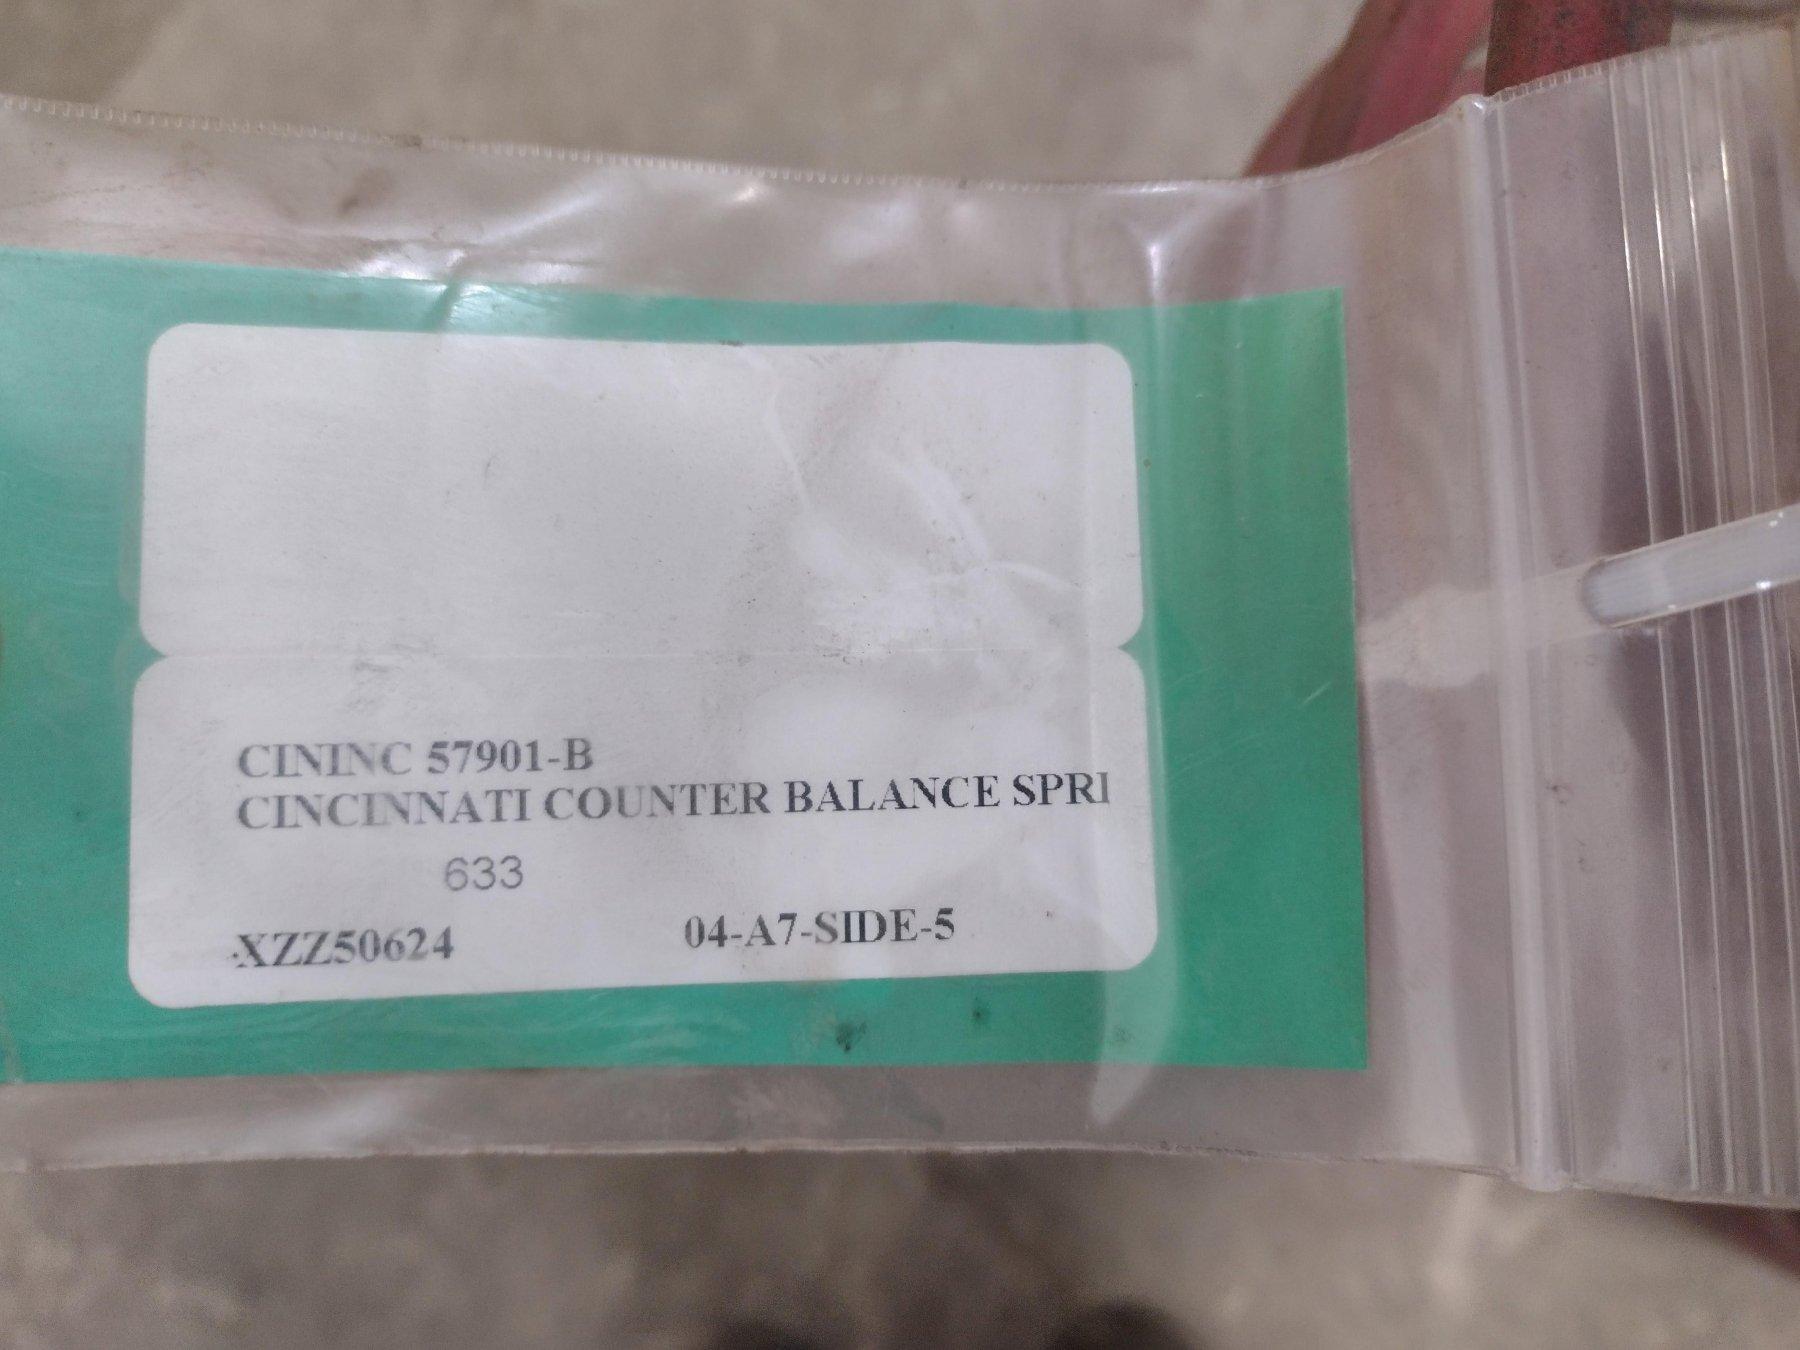 CININC 57901-B
CINCINNATI COUNTER BALANCE SPRI
633
XZZ50624 04-A7-SIDE-5